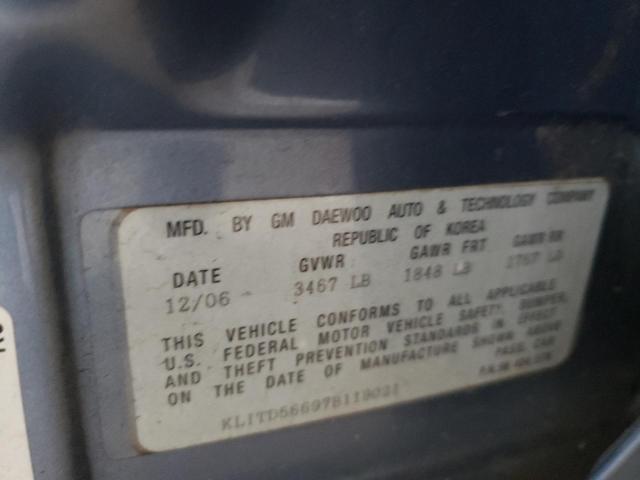 MFD. BY GM DAEWOO AUTO & TECHNOLOGY COMPANY
REPUBLIC OF KOREA
DATE GVWR GAWR FRT GAWR RR
12/06 3467 LB 1848 LB 1767 LB
THIS VEHICLE CONFORMS TO ALL APPLICABLE
U.S. FEDERAL MOTOR VEHICLE SAFETY, BUMPER,
AND THEFT PREVENTION STANDARDS IN EFFECT
ON THE DATE OF MANUFACTURE SHOWN ABOVE
PASS. CAR
KL1TD56697B119021